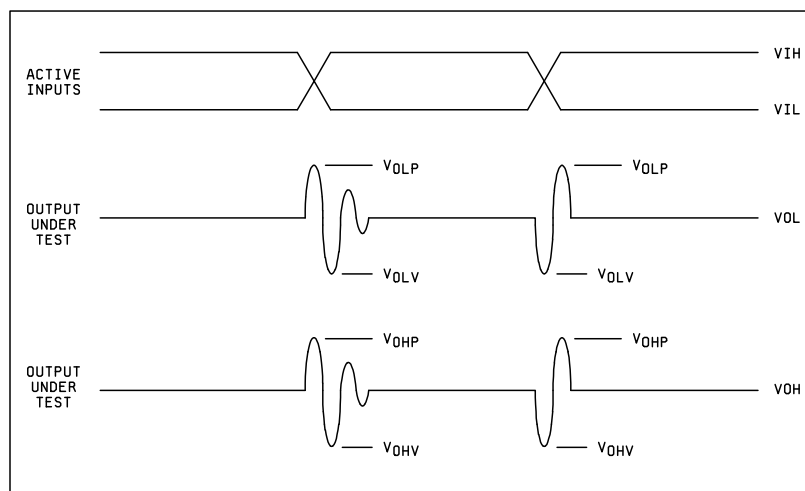 VIH
ACTIVE
INPUTS
VIL
VOLP
VOLP
OUTPUT
UNDER
TEST
VOL
VOLV
VOLV
VOHP
VOHP
OUTPUT
UNDER
TEST
VOH
VOHV
VOHV